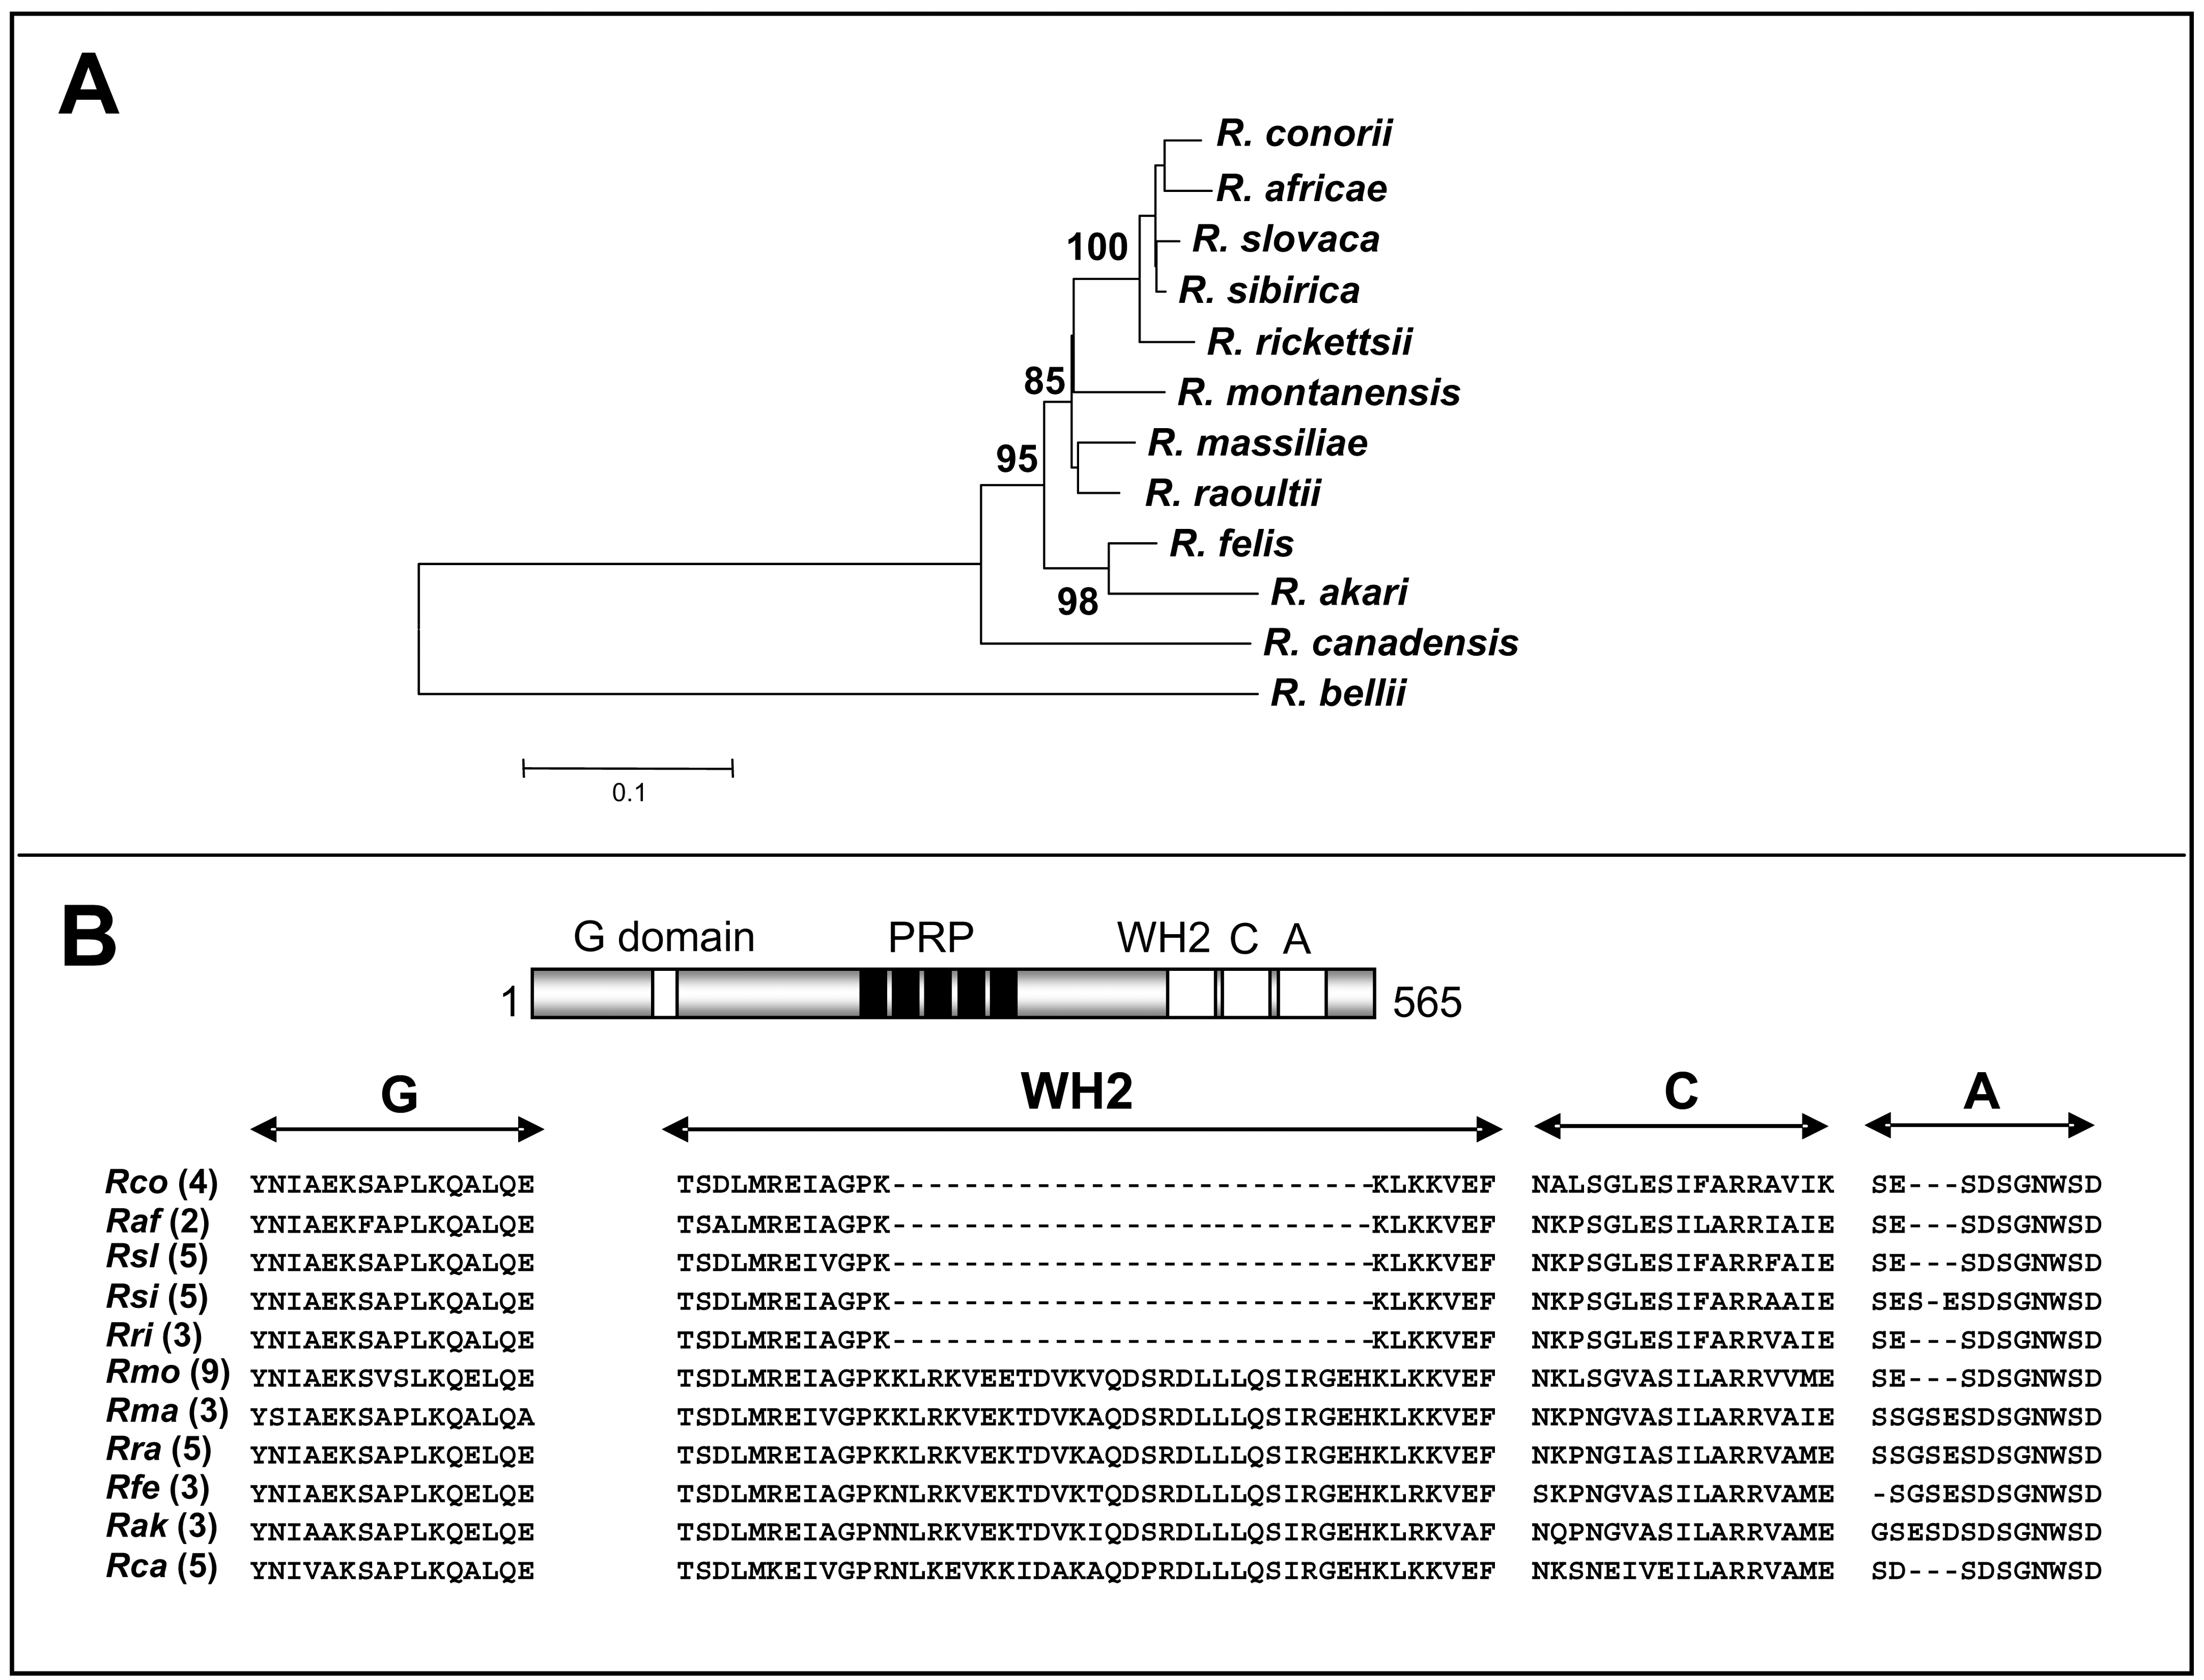 A
R. conorii
R. africae
R. slovaca
100
R. sibirica
R. rickettsii
85
R. montanensis
R. massiliae
95
R. raoultii
R. felis
R. akari
98
R. canadensis
R. bellii
0.1
B
G domain PRP WH2 C A
1 565
G WH2 C A
Rco (4) YNIAEKSAPLKQALQE TSDLMREIAGPK---------------------------KLKKVEF NALSGLESIFARRAVIK SE---SDSGNWSD
Raf (2) YNIAEKFAPLKQALQE TSALMREIAGPK---------------------------KLKKVEF NKPSGLESILARRIAIE SE---SDSGNWSD
Rsl (5) YNIAEKSAPLKQALQE TSDLMREIVGPK---------------------------KLKKVEF NKPSGLESIFARRFAIE SE---SDSGNWSD
Rsi (5) YNIAEKSAPLKQALQE TSDLMREIAGPK---------------------------KLKKVEF NKPSGLESIFARRAAIE SES-ESDSGNWSD
Rri (3) YNIAEKSAPLKQALQE TSDLMREIAGPK---------------------------KLKKVEF NKPSGLESIFARRVAIE SE---SDSGNWSD
Rmo (9) YNIAEKSVSLKQELQE TSDLMREIAGPKKLRKVEETDVKVQDSRDLLLQSIRGEHKLKKVEF NKLSGVASILARRVVME SE---SDSGNWSD
Rma (3) YSIAEKSAPLKQALQA TSDLMREIVGPKKLRKVEKTDVKAQDSRDLLLQSIRGEHKLKKVEF NKPNGVASILARRVAIE SSGSESDSGNWSD
Rra (5) YNIAEKSAPLKQELQE TSDLMREIAGPKKLRKVEKTDVKAQDSRDLLLQSIRGEHKLKKVEF NKPNGIASILARRVAME SSGSESDSGNWSD
Rfe (3) YNIAEKSAPLKQELQE TSDLMREIAGPKNLRKVEKTDVKTQDSRDLLLQSIRGEHKLRKVEF SKPNGVASILARRVAME -SGSESDSGNWSD
Rak (3) YNIAAKSAPLKQELQE TSDLMREIAGPNNLRKVEKTDVKIQDSRDLLLQSIRGEHKLRKVAF NQPNGVASILARRVAME GSESDSDSGNWSD
Rca (5) YNIVAKSAPLKQALQE TSDLMKEIVGPRNLKEVKKIDAKAQDPRDLLLQSIRGEHKLKKVEF NKSNEIVEILARRVAME SD---SDSGNWSD